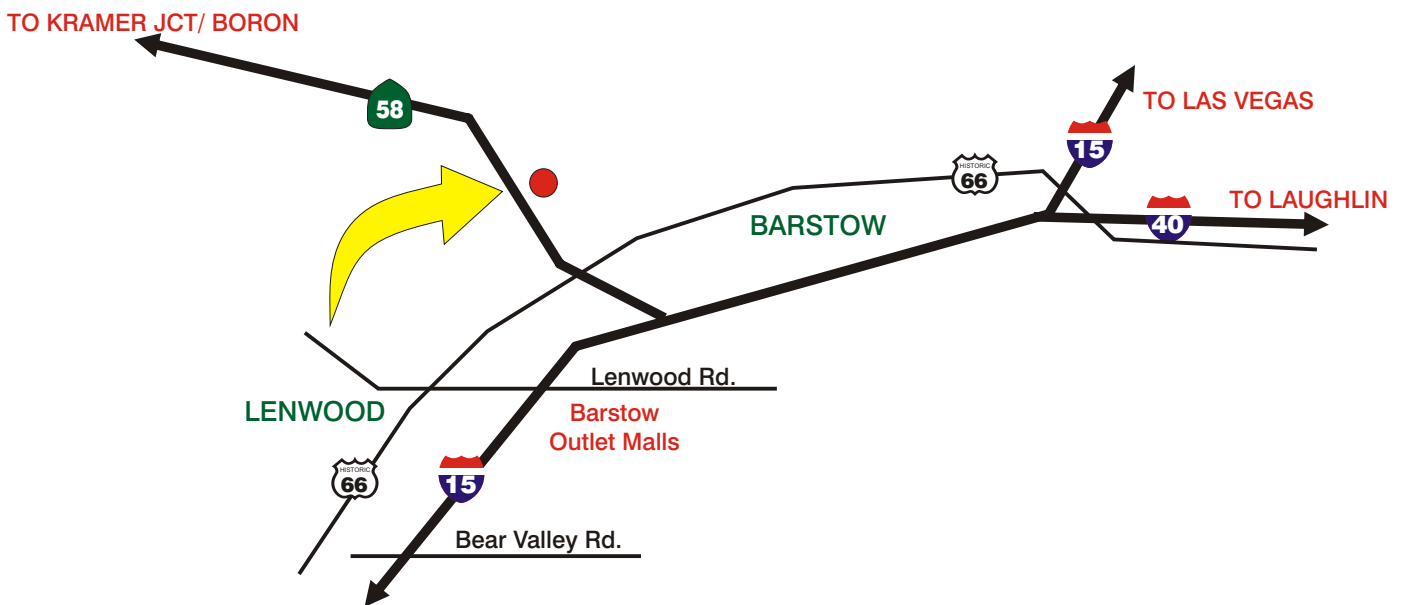 TO KRAMER JCT/ BORON
58
TO LAS VEGAS
15
HISTORIC
66
TO LAUGHLIN
40
BARSTOW
Lenwood Rd.
LENWOOD
Barstow
Outlet Malls
HISTORIC
66
15
Bear Valley Rd.